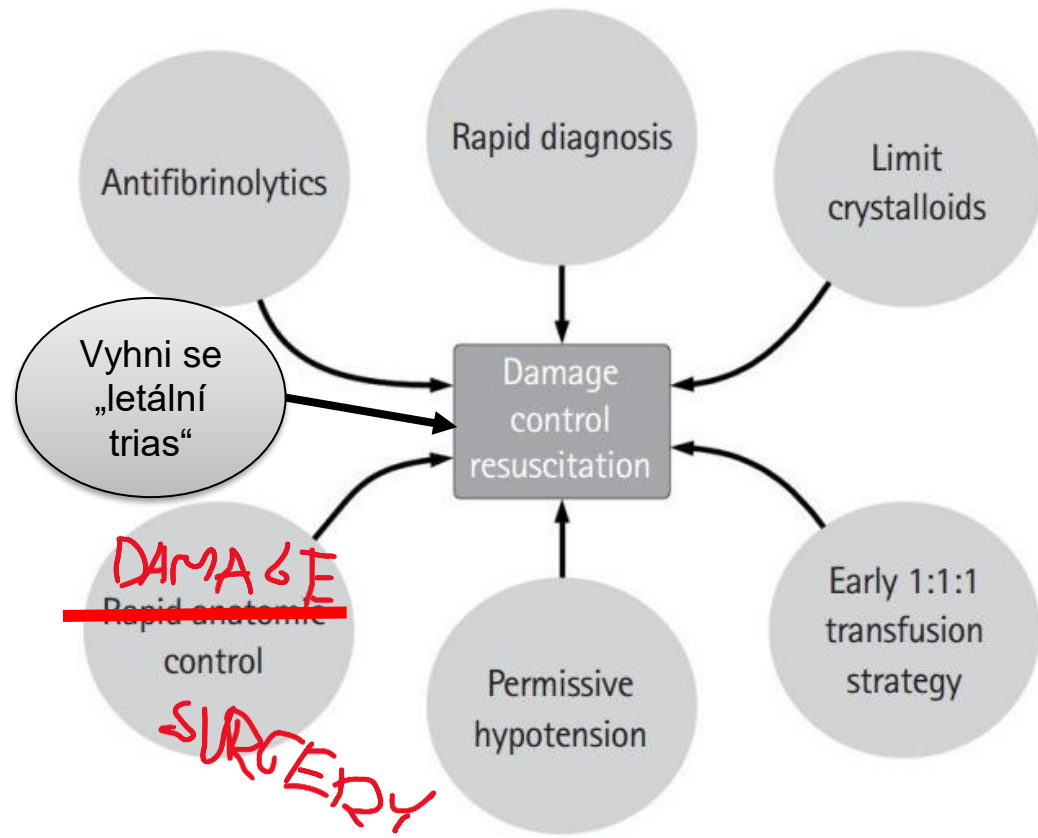 Rapid diagnosis
Antifibrinolytics
Limit
crystalloids
Vyhni se
„letální
trias“
Damage
control
resuscitation
DAMAGE
Rapid anatomic
control
SURGERY
Permissive
hypotension
Early 1:1:1
transfusion
strategy